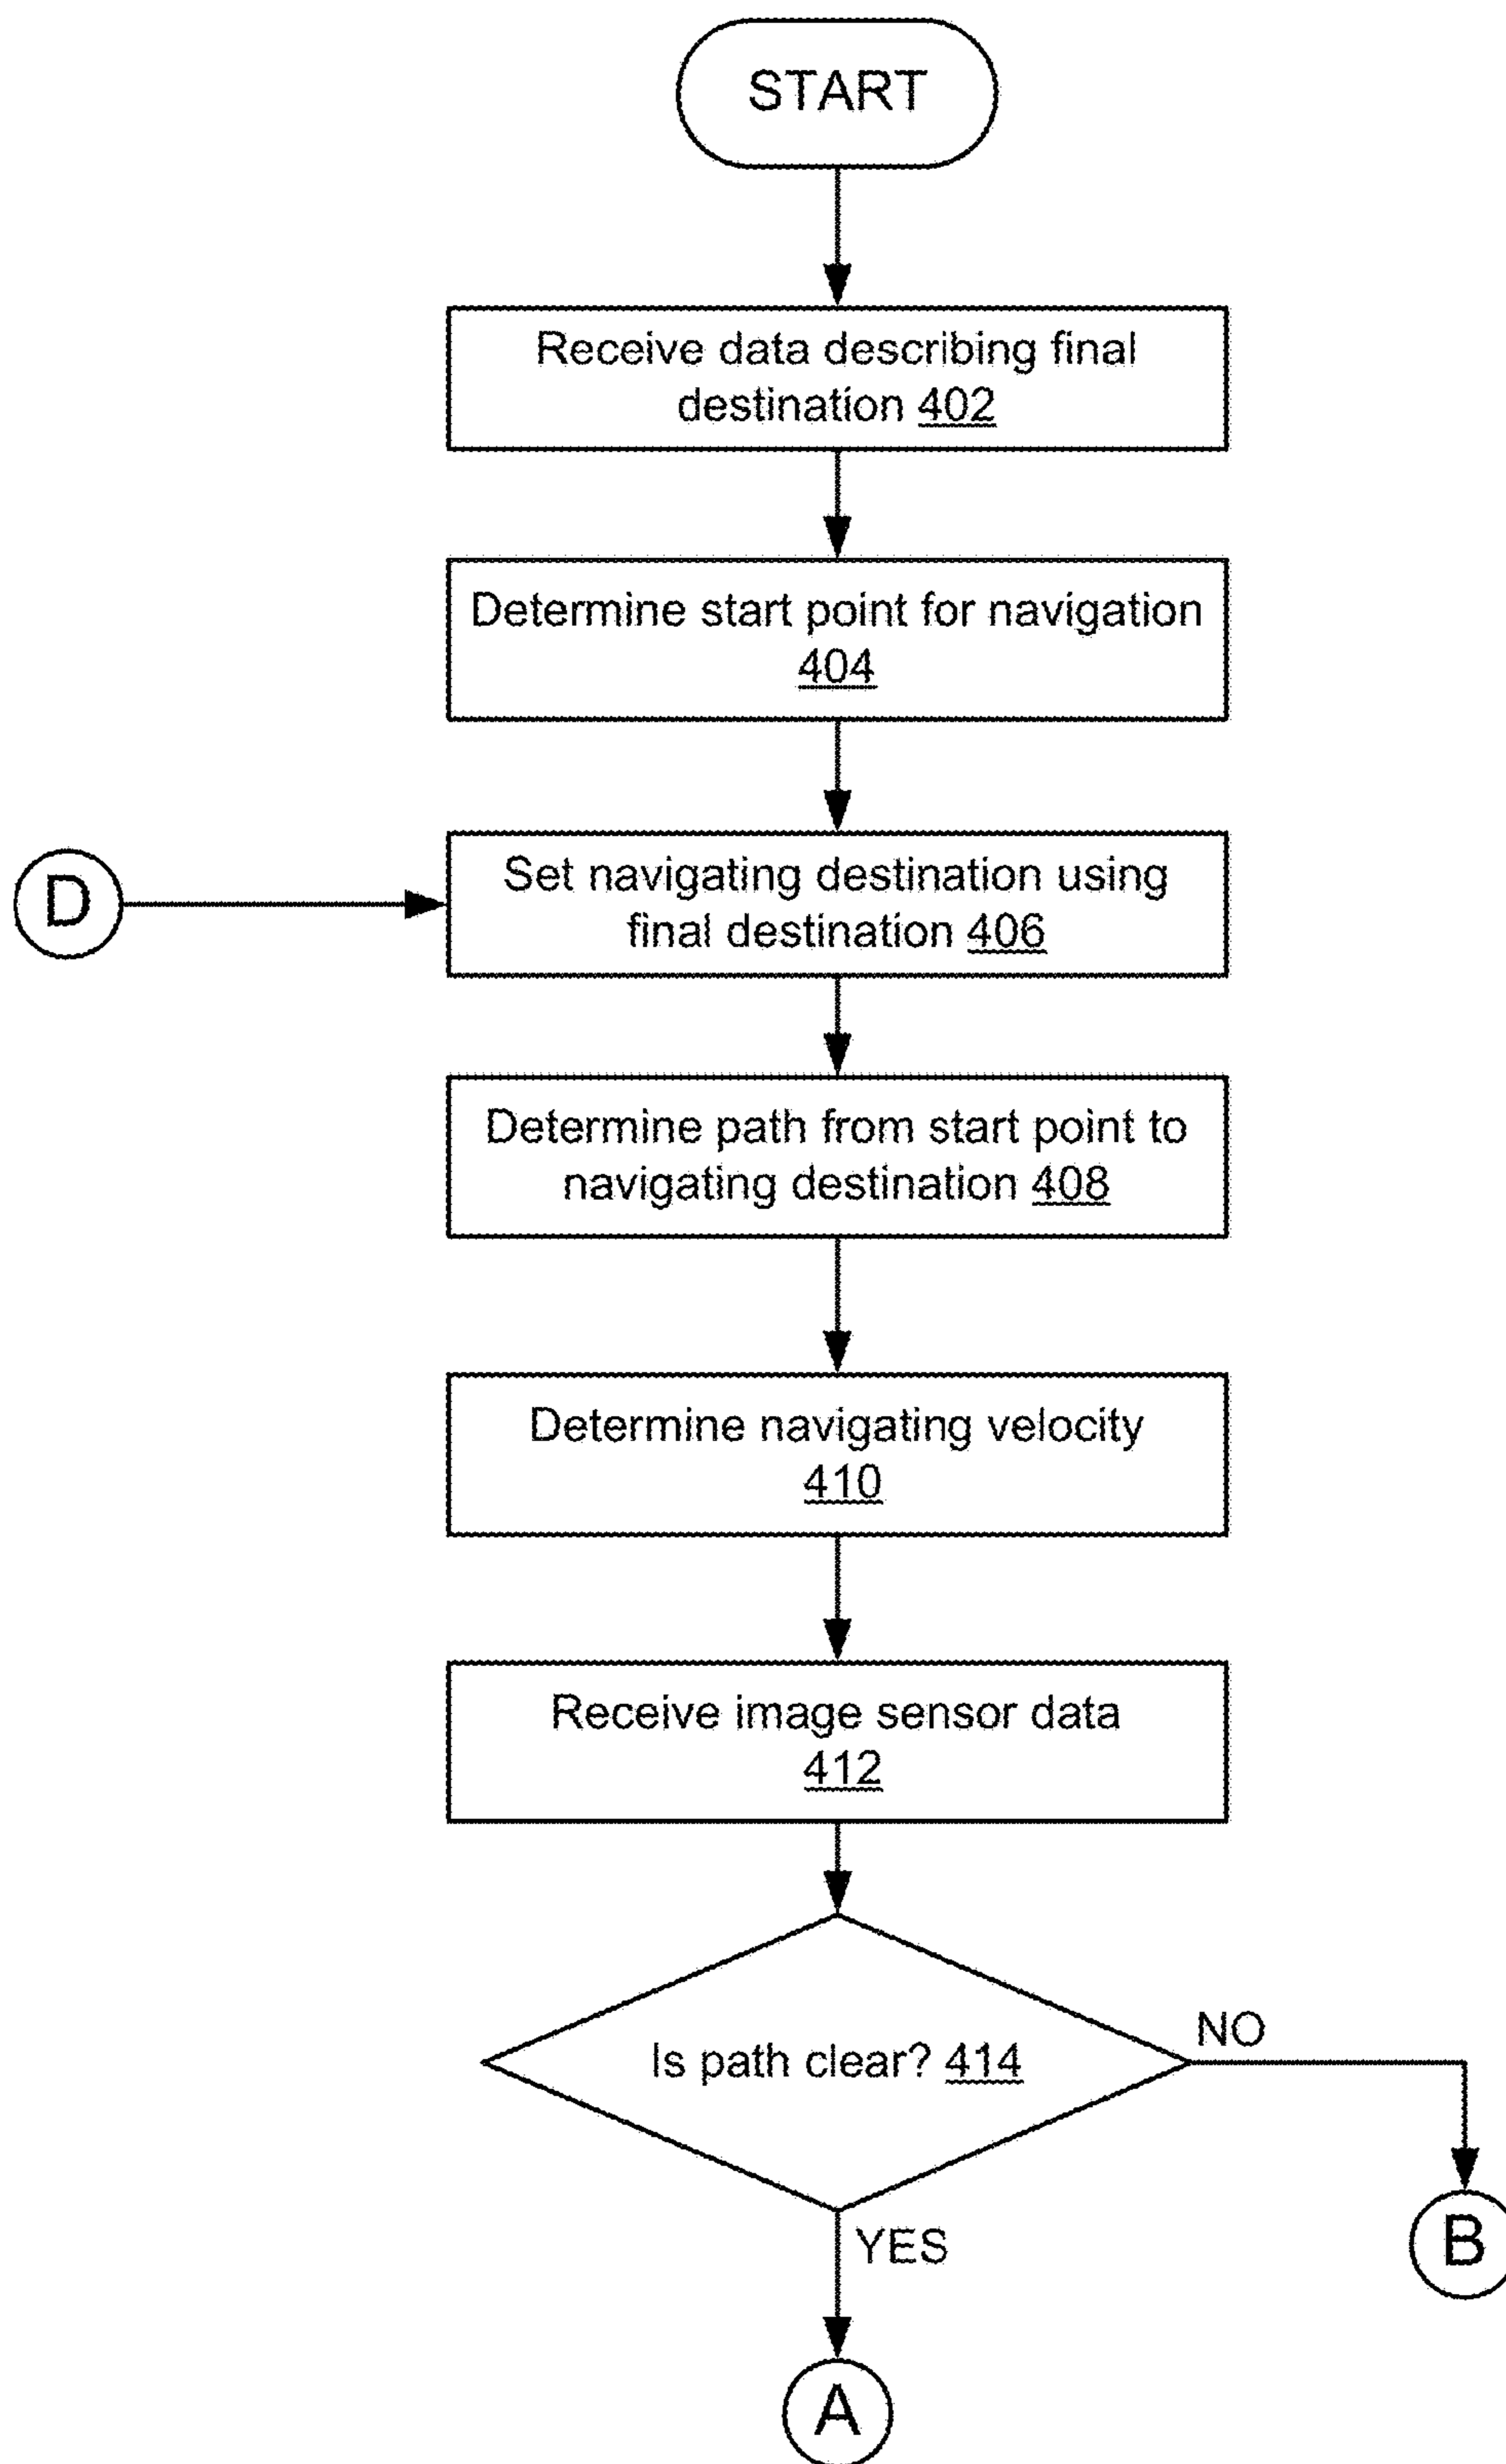 START
Receive data describing final
destination 402
Determine start point for navigation
404
D
Set navigating destination using
final destination 406
Determine path from start point to
navigating destination 408
Determine navigating velocity
410
Receive image sensor data
412
Is path clear? 414
NO
YES
B
A